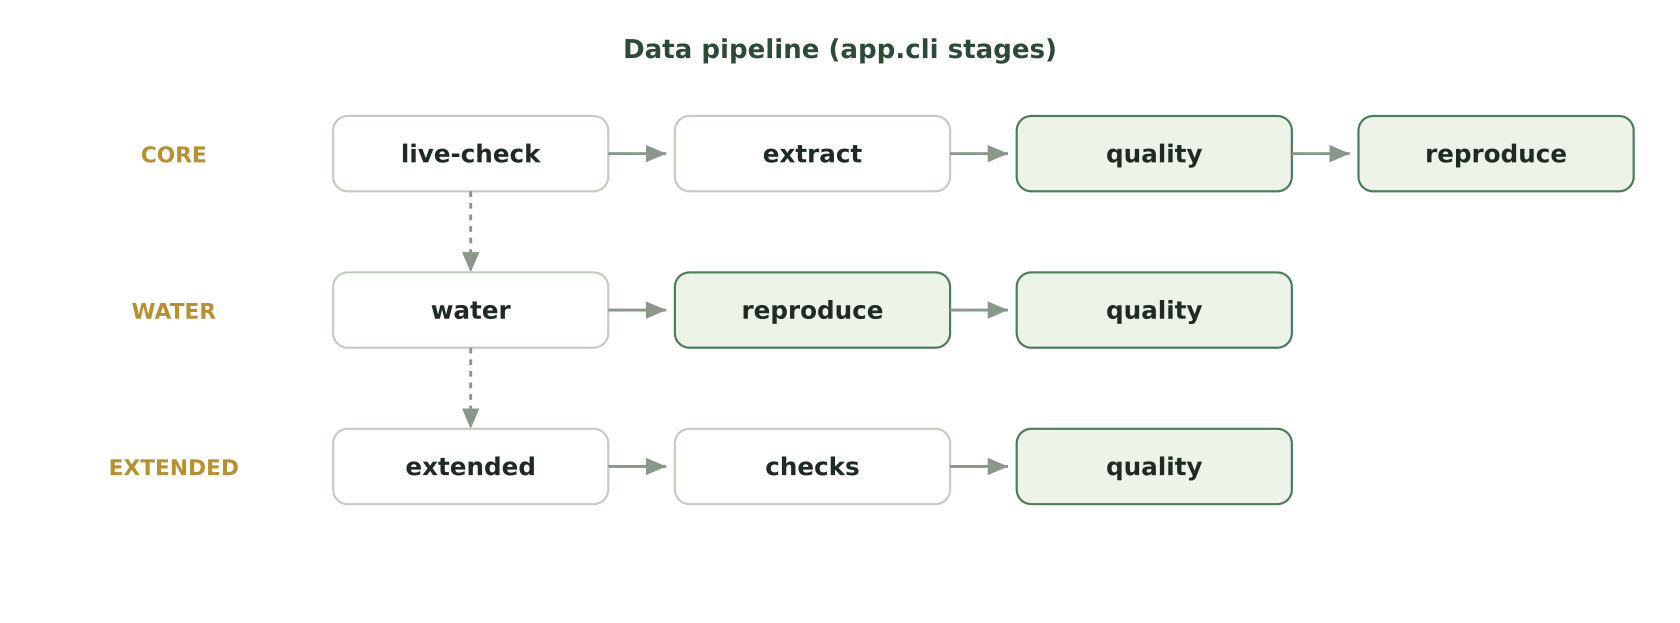 Data pipeline (app.cli stages)
CORE
live-check
extract
quality
reproduce
WATER
water
reproduce
quality
EXTENDED
extended
checks
quality